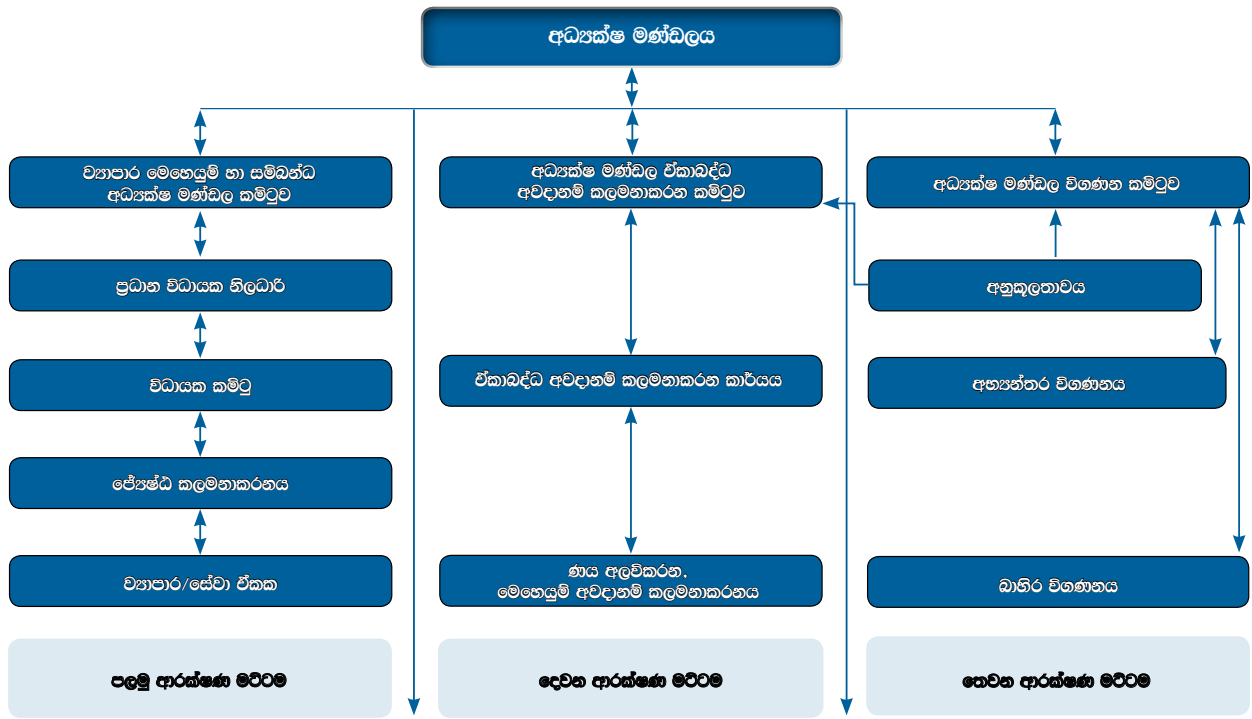 අධ්‍යක්ෂ මණ්ඩලය
ව්‍යාපාර මෙහෙයුම් හා සම්බන්ධ
අධ්‍යක්ෂ මණ්ඩල කමිටුව
ප්‍රධාන විධායක නිලධාරී
විධායක කමිටු
ජ්‍යෙෂ්ඨ කලමනාකරනය
ව්‍යාපාර/සේවා ඒකක
පලමු ආරක්ෂණ මට්ටම
අධ්‍යක්ෂ මණ්ඩල ඒකාබද්ධ
අවදානම් කලමනාකරන කමිටුව
ඒකාබද්ධ අවදානම් කලමනාකරන කාර්යය
ණය අලවිකරන,
මෙහෙයුම් අවදානම් කලමනාකරනය
දෙවන ආරක්ෂණ මට්ටම
අධ්‍යක්ෂ මණ්ඩල විගණන කමිටුව
අනුකූලතාවය
අභ්‍යන්තර විගණනය
බාහිර විගණනය
තෙවන ආරක්ෂණ මට්ටම